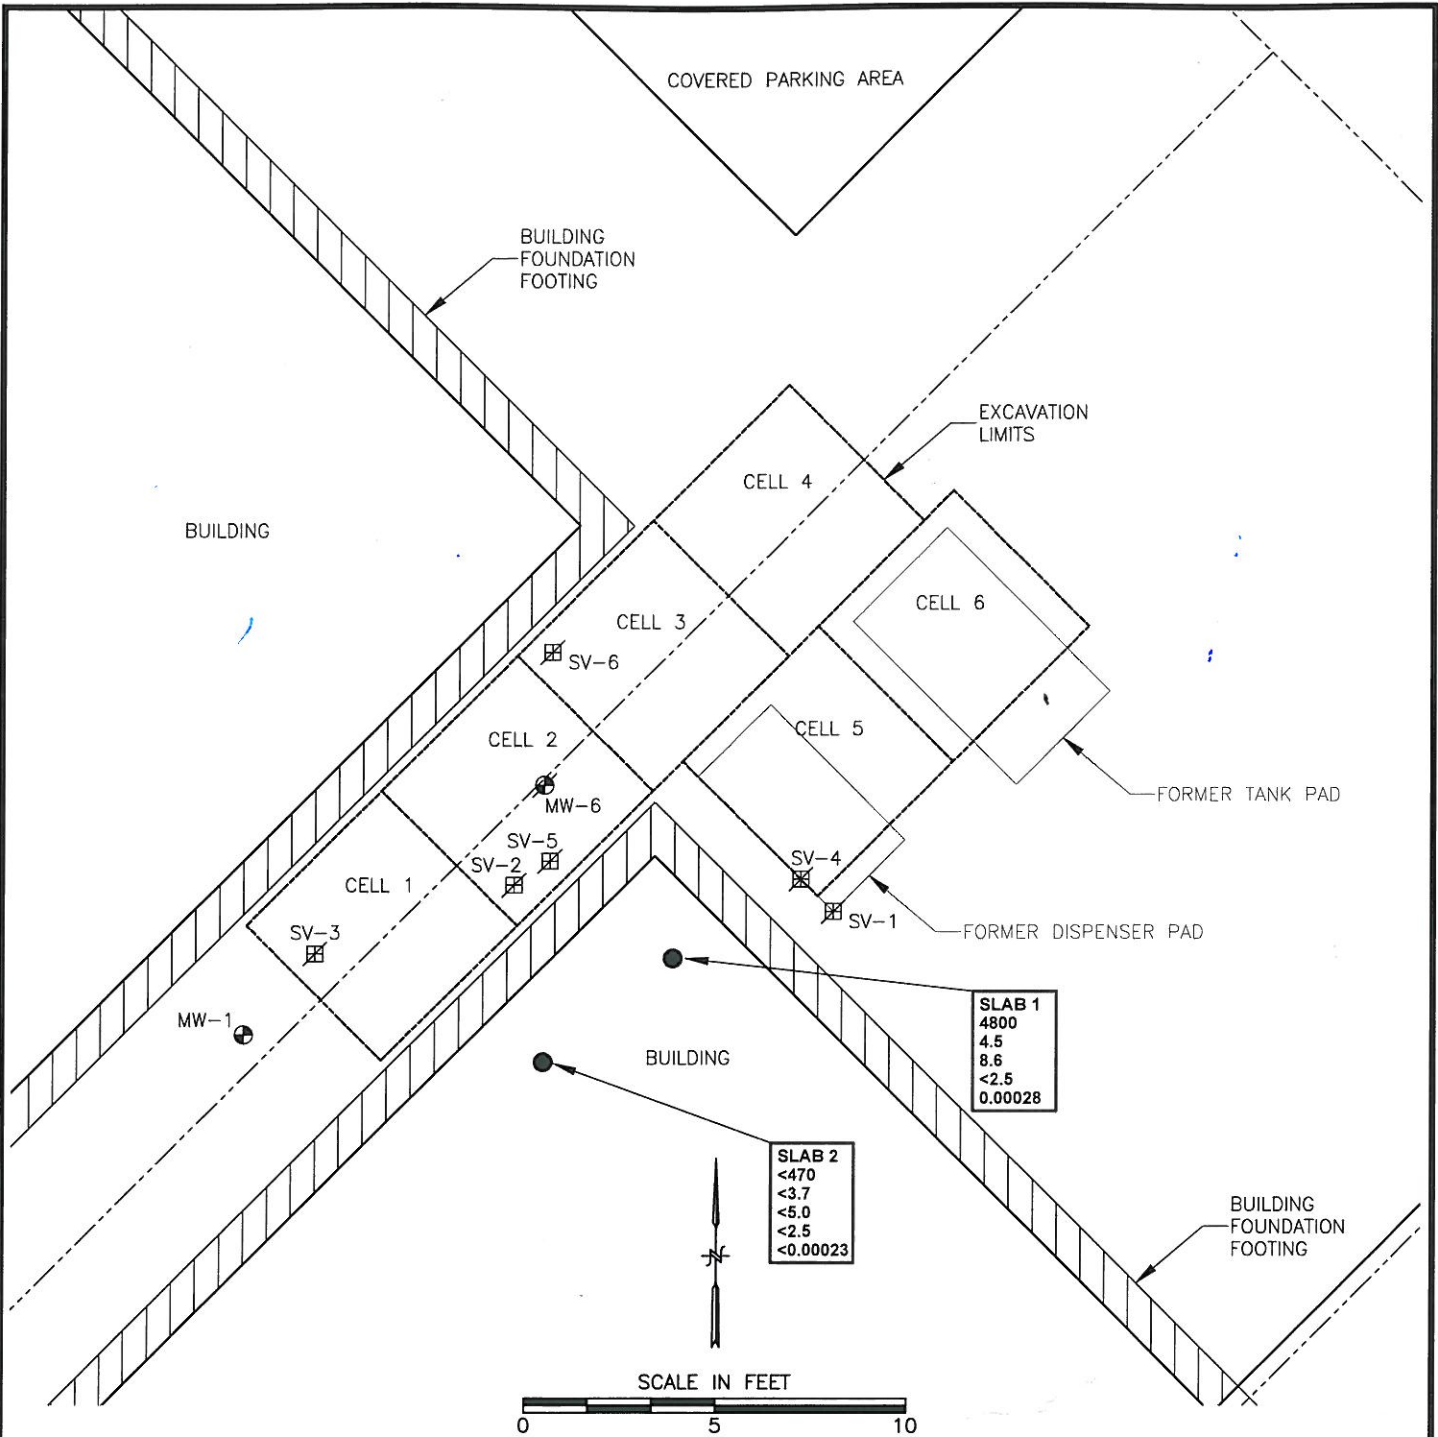 COVERED PARKING AREA
BUILDING
FOUNDATION
FOOTING
EXCAVATION
LIMITS
CELL 4
BUILDING
CELL 6
CELL 3
SV-6
CELL 5
CELL 2
MW-6
FORMER TANK PAD
SV-5
SV-2
SV-4
CELL 1
SV-1
SV-3
FORMER DISPENSER PAD
MW-1
SLAB 1
4800
4.5
8.6
<2.5
0.00028
BUILDING
SLAB 2
<470
<3.7
<5.0
<2.5
<0.00023
N
BUILDING
FOUNDATION
FOOTING
SCALE IN FEET
0 5 10